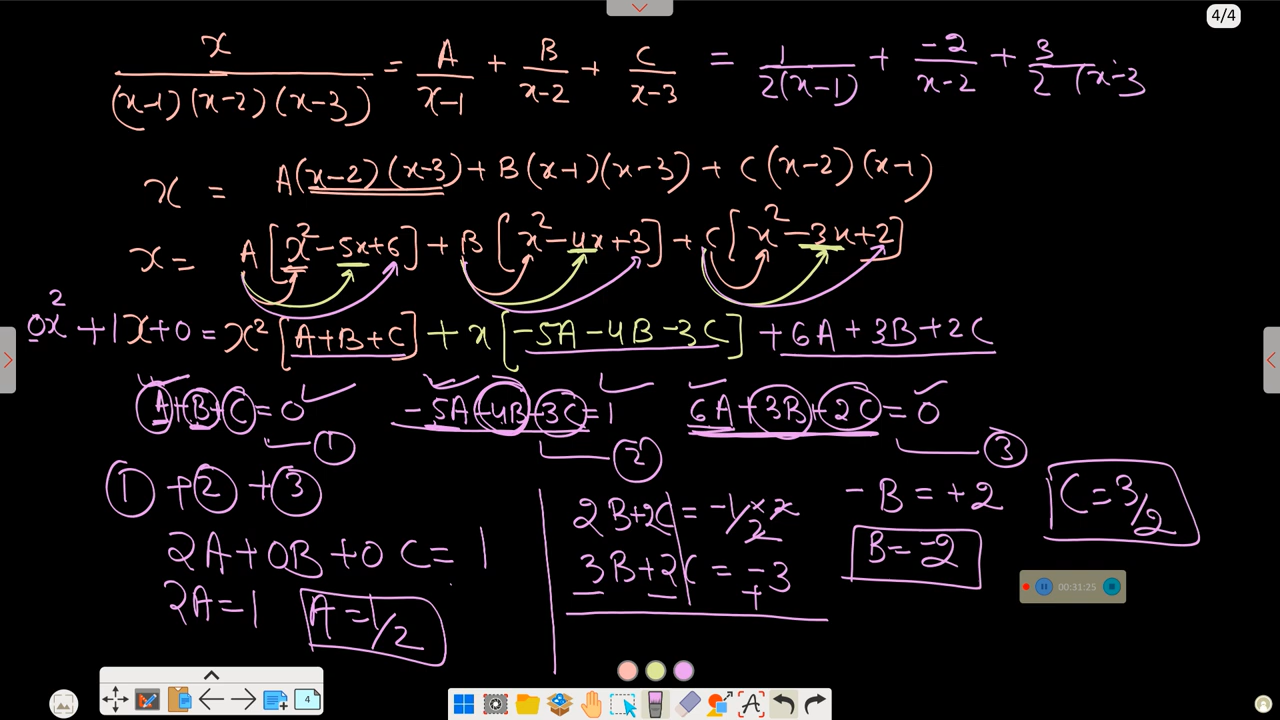 4/4
x/((x-1)(x-2)(x-3)) = A/(x-1) + B/(x-2) + C/(x-3) = 1/(2(x-1)) + -2/(x-2) + 3/(2(x-3
x = A(x-2)(x-3) + B(x-1)(x-3) + C(x-2)(x-1)
x = A[x²-5x+6] + B[x²-4x+3] + C[x²-3x+2]
0x² + 1x + 0 = x²[A+B+C] + x[-5A-4B-3C] + 6A+3B+2C
A+B+C=0 -5A-4B-3C=1 6A+3B+2C=0
① ② ③
① + ② + ③
2A+0B+0C=1
2A=1 A=1/2
2B+2C = -1/2×2
3B+2C = -3
- - +
-B = +2
B=-2
C=3/2
00:31:25
4
A